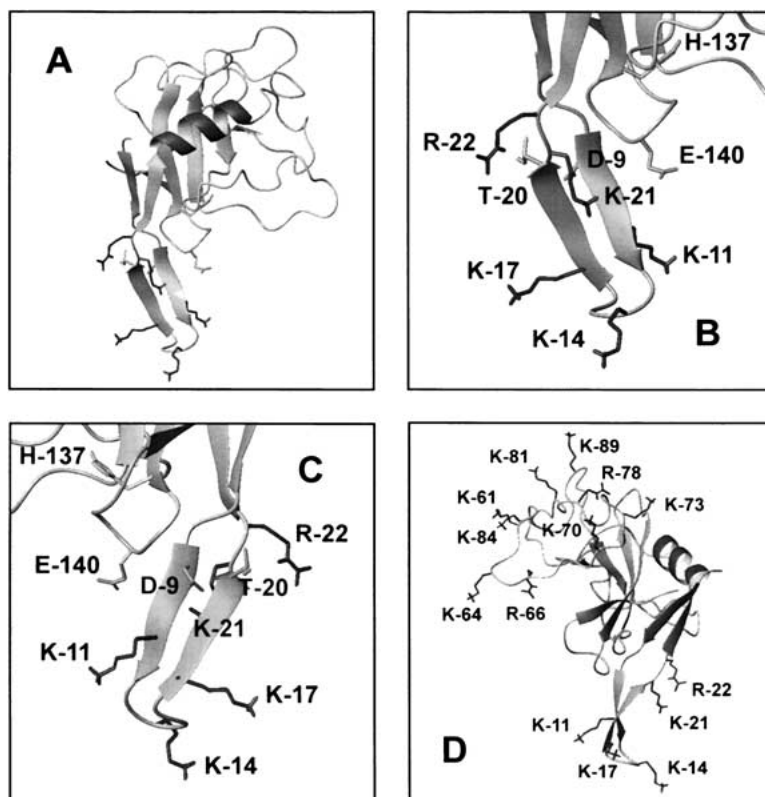 A
H-137
R-22
D-9
E-140
T-20
K-21
K-17
K-11
K-14
B
C
H-137
R-22
E-140
D-9
T-20
K-21
K-11
K-17
K-14
K-89
K-81
R-78
K-61
K-73
K-70
K-84
K-64
R-66
R-22
K-21
K-11
D
K-17
K-14